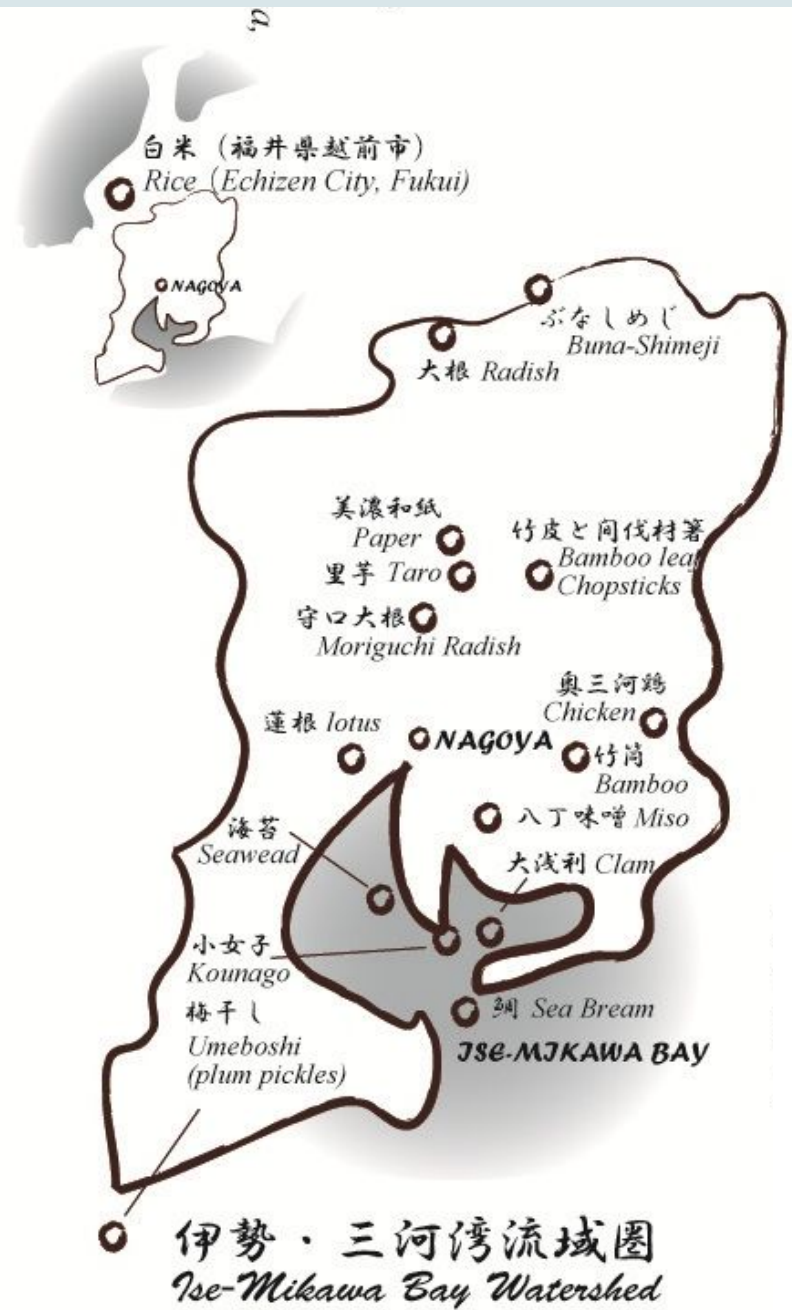 a,
白米（福井県越前市）
Rice (Echizen City, Fukui)
NAGOYA
ぶなしめじ
Buna-Shimeji
大根 Radish
美濃和紙
Paper
里芋 Taro
竹皮と间伐材箸
Bamboo leaf
Chopsticks
守口大根
Moriguchi Radish
奥三河鶏
Chicken
蓮根 lotus
NAGOYA
竹筒
Bamboo
八丁味噌 Miso
海苔
Seawead
大浅利 Clam
小女子
Kounago
梅干し
Umeboshi
(plum pickles)
鯛 Sea Bream
ISE-MIKAWA BAY
伊勢・三河湾流域圏
Ise-Mikawa Bay Watershed